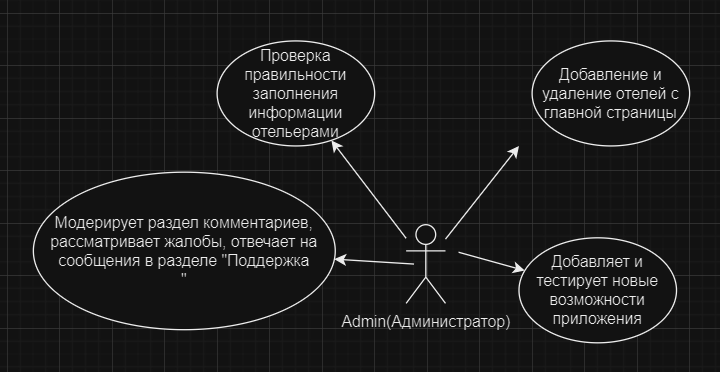 Проверка
правильности
заполнения
информации
отельерами
Добавление и
удаление отелей с
главной страницы
Модерирует раздел комментариев,
рассматривает жалобы, отвечает на
сообщения в разделе "Поддержка
"
Добавляет и
тестирует новые
возможности
приложения
Admin(Администратор)